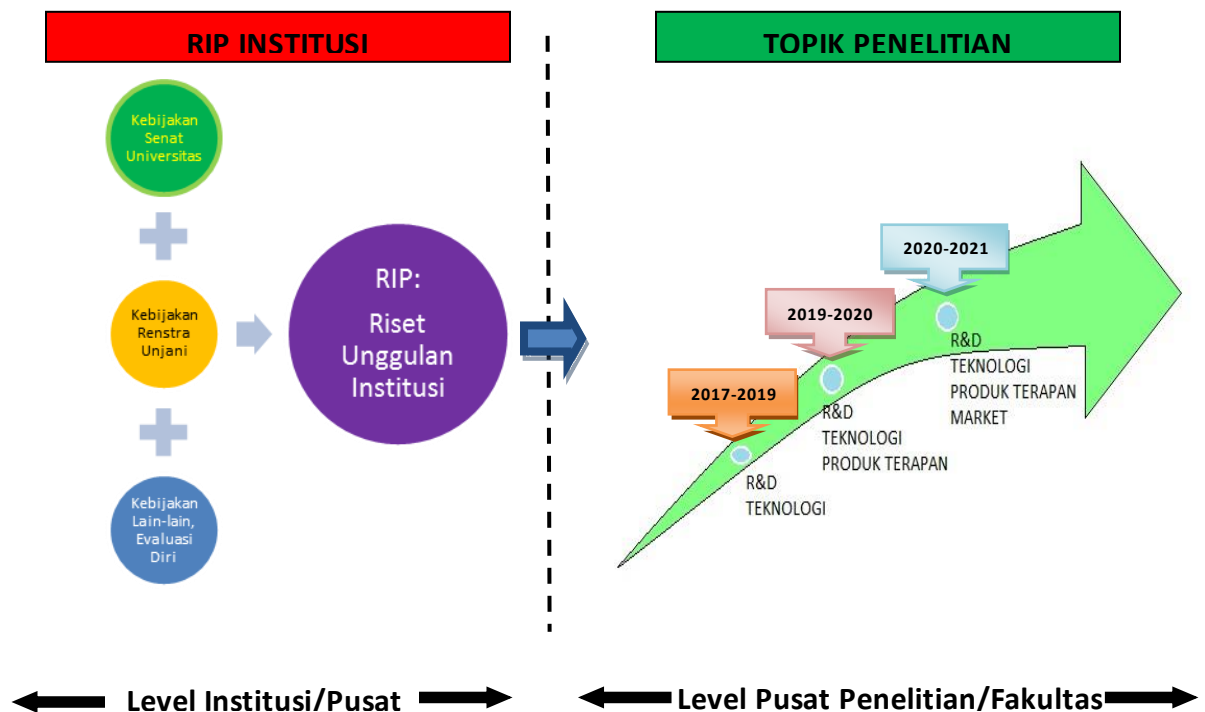 RIP INSTITUSI
TOPIK PENELITIAN
Kebijakan
Senat
Universitas
Kebijakan
Renstra
Unjani
Kebijakan
Lain-lain,
Evaluasi
Diri
RIP:
Riset
Unggulan
Institusi
2017-2019
R&D
TEKNOLOGI
2019-2020
R&D
TEKNOLOGI
PRODUK TERAPAN
2020-2021
R&D
TEKNOLOGI
PRODUK TERAPAN
MARKET
Level Institusi/Pusat
Level Pusat Penelitian/Fakultas